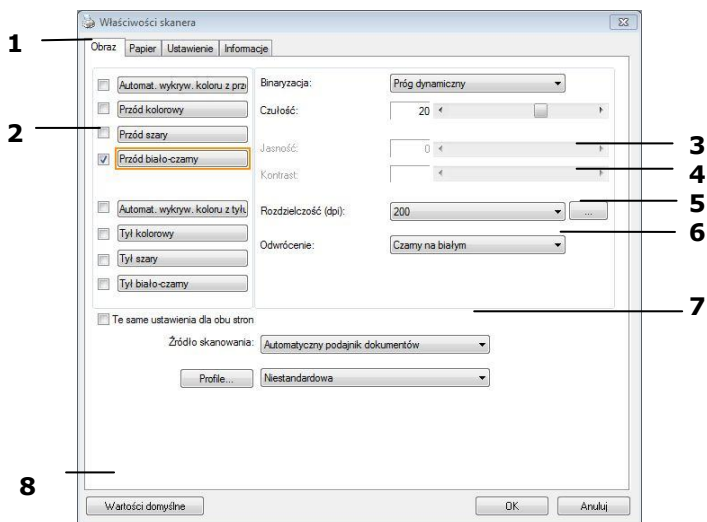 Właściwości skanera
1
Obraz Papier Ustawienie Informacje
Automat. wykryw. koloru z prze
Binaryzacja: Próg dynamiczny
Przód kolorowy
Czułość: 20
2
Przód szary
Jasność: 0
3
Przód biało-czarny
Kontrast:
4
Automat. wykryw. koloru z tyłu
Rozdzielczość (dpi): 200 ...
5
Tył kolorowy
6
Odwrócenie: Czarny na białym
Tył szary
Tył biało-czarny
7
Te same ustawienia dla obu stron
Źródło skanowania: Automatyczny podajnik dokumentów
Profile... Niestandardowa
8
Wartości domyślne OK Anuluj